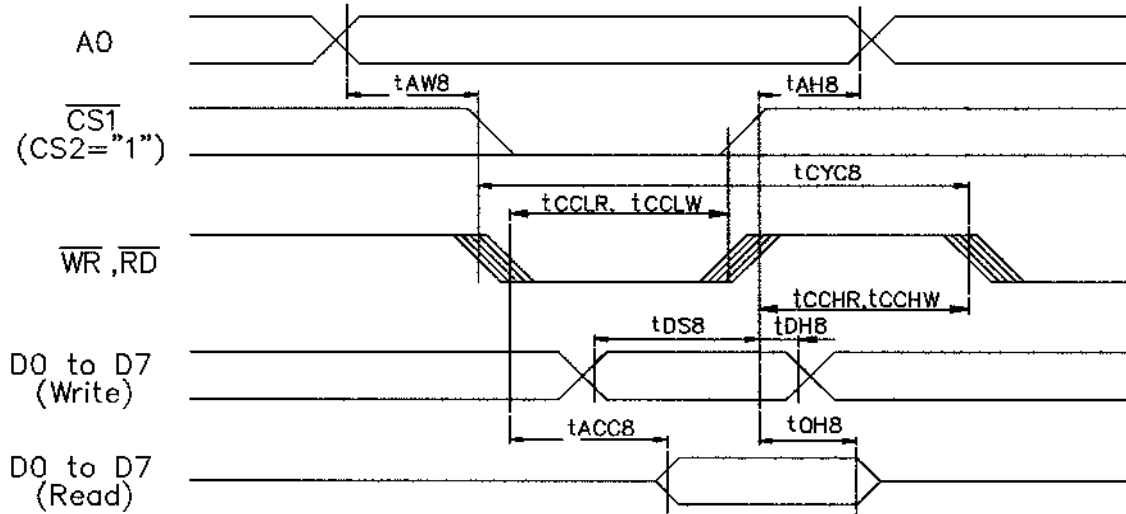 A0
tAW8
tAH8
CS1
(CS2="1")
tCYC8
tCCLR, tCCLW
WR ,RD
tCCHR,tCCHW
tDS8
tDH8
D0 to D7
(Write)
tACC8
tOH8
D0 to D7
(Read)